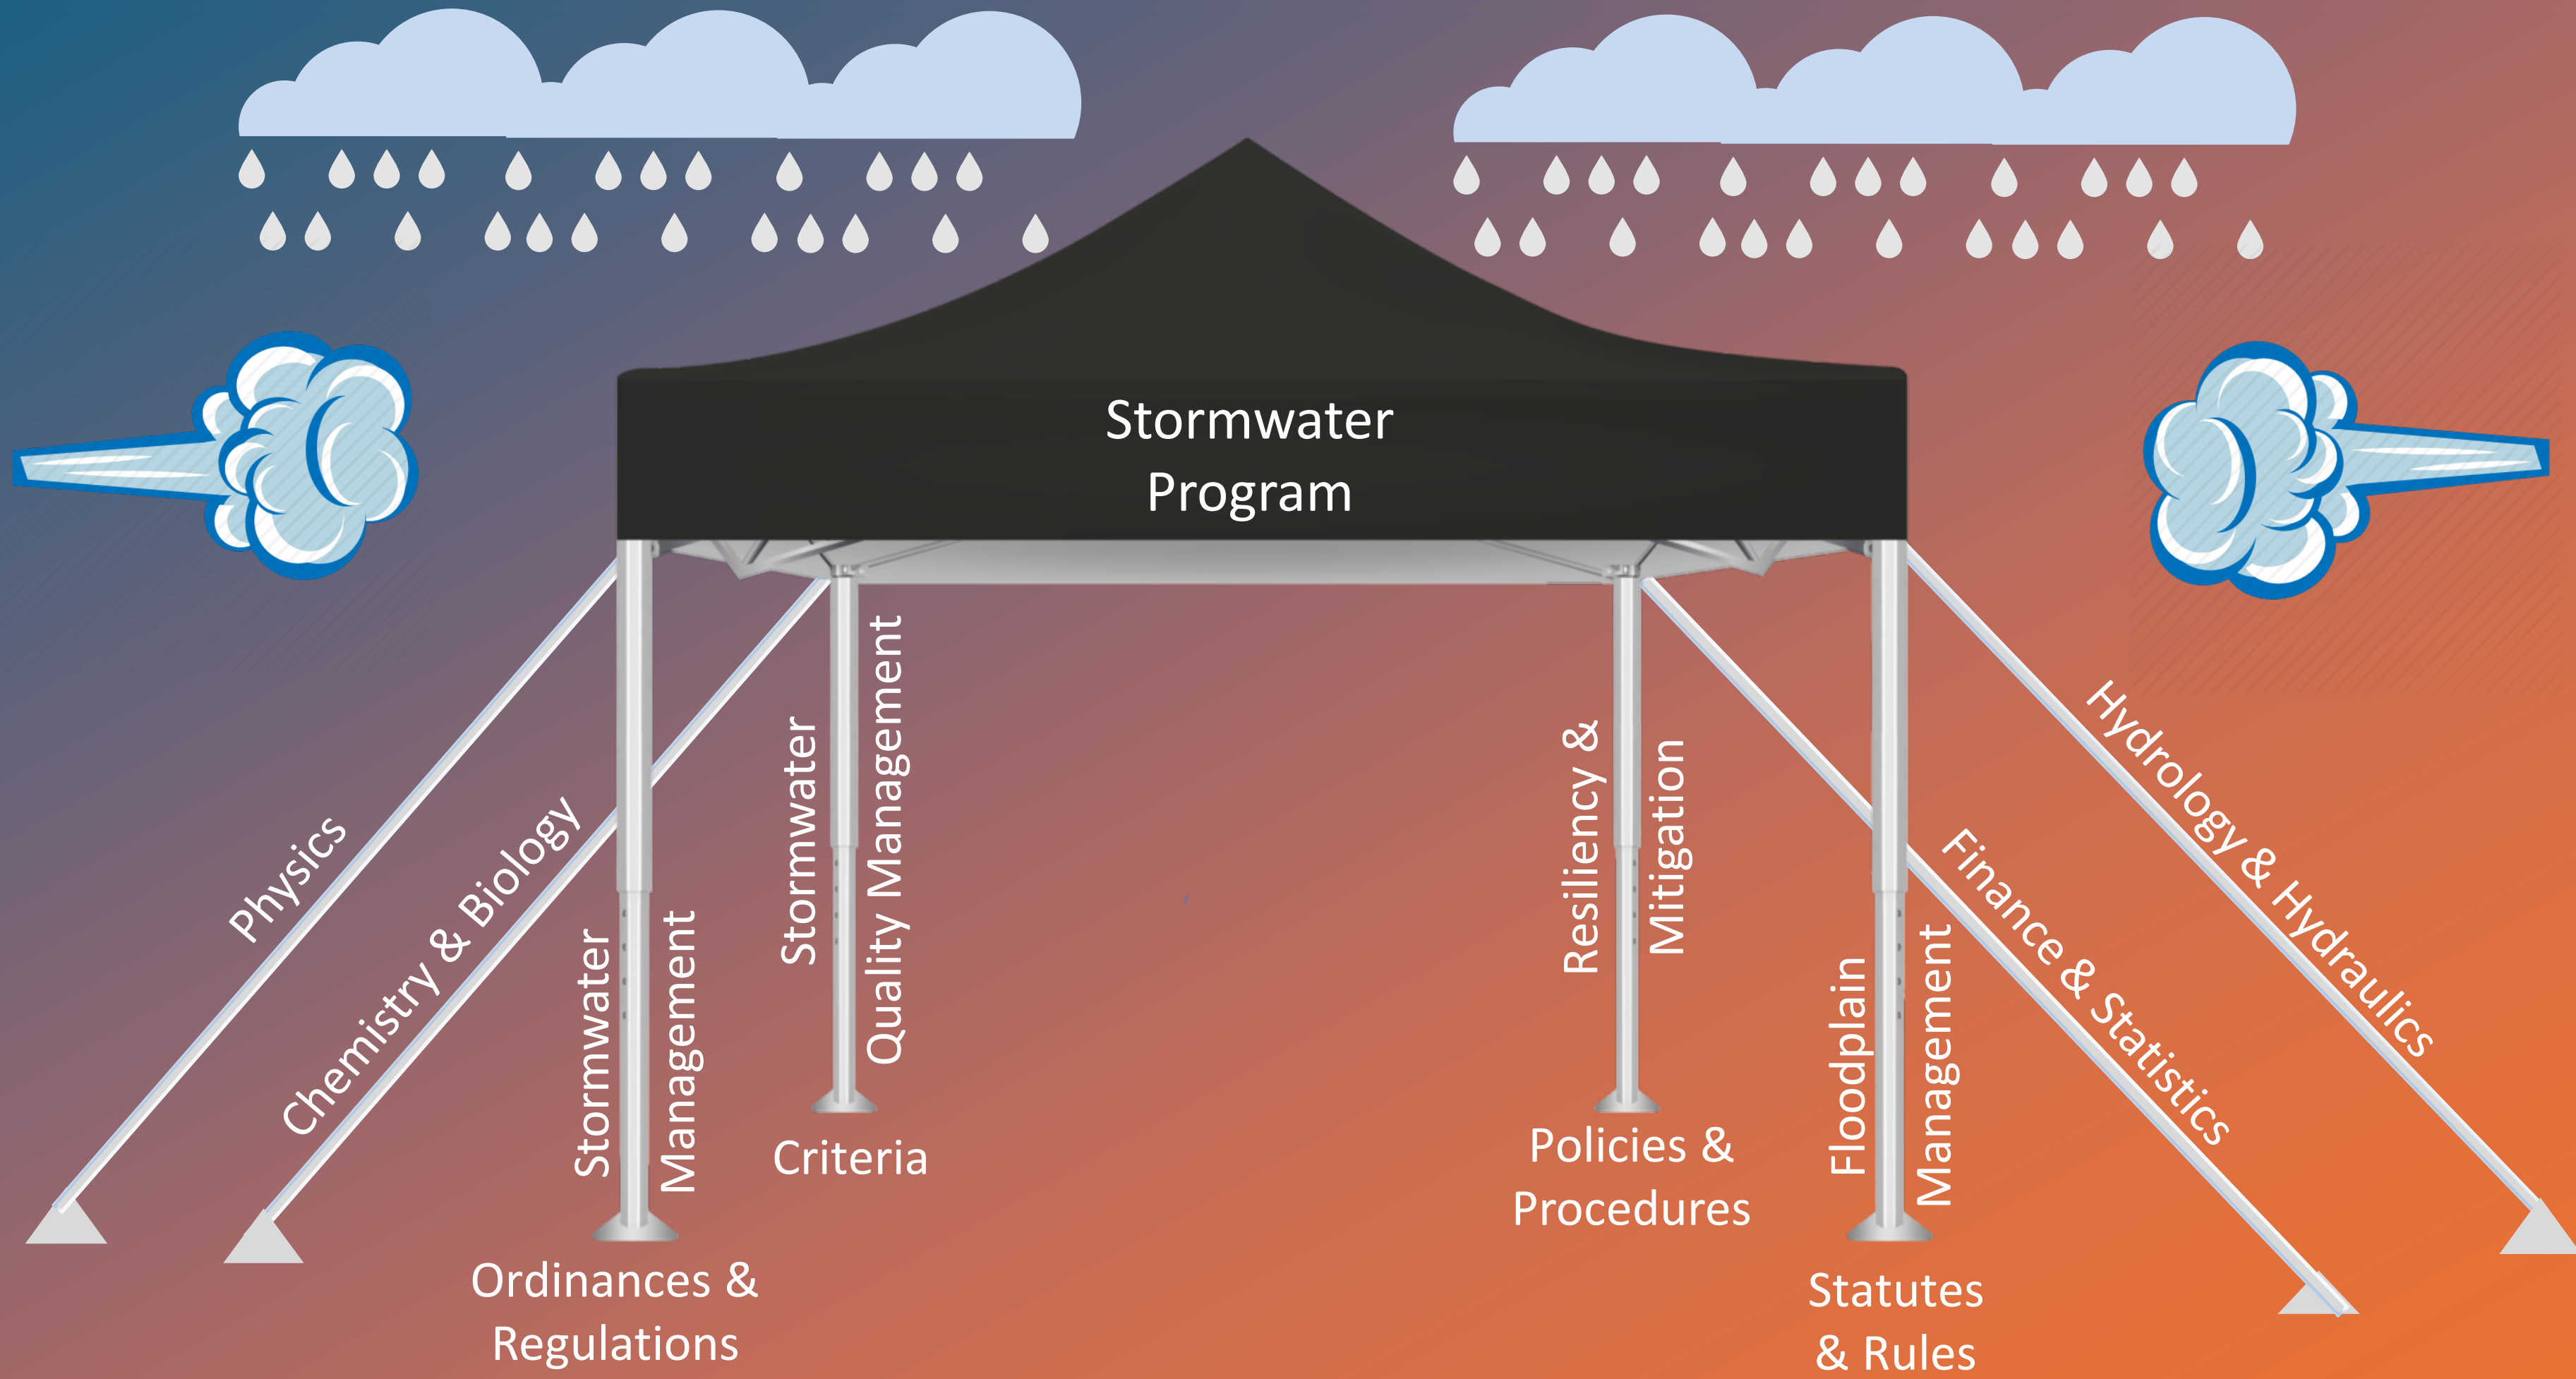 Stormwater
Program
Physics
Chemistry & Biology
Stormwater
Management
Stormwater
Quality Management
Resiliency &
Mitigation
Floodplain
Management
Finance & Statistics
Hydrology & Hydraulics
Ordinances &
Regulations
Criteria
Policies &
Procedures
Statutes
& Rules